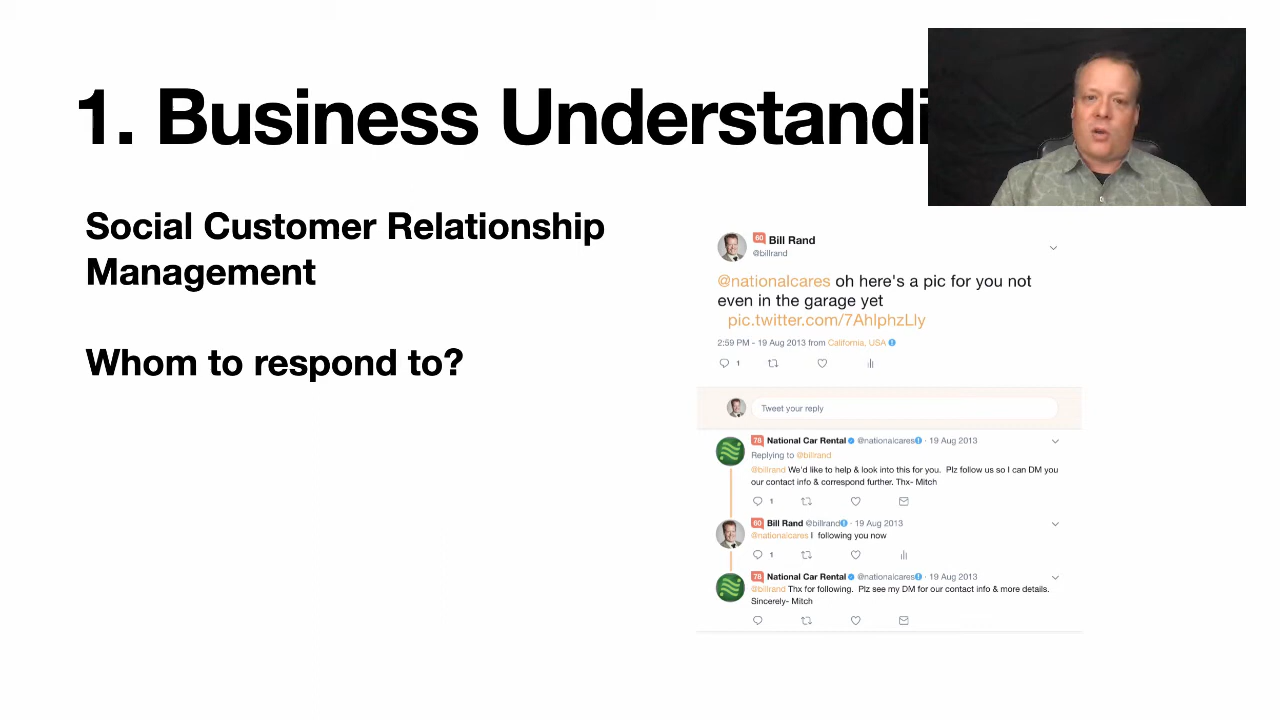 1. Business Understandi
Social Customer Relationship
Management
Whom to respond to?
60 Bill Rand
@billrand
@nationalcares oh here's a pic for you not
even in the garage yet
pic.twitter.com/7AhlphzLly
2:59 PM - 19 Aug 2013 from California, USA
1
Tweet your reply
78 National Car Rental @nationalcares · 19 Aug 2013
Replying to @billrand
@billrand We'd like to help & look into this for you. Plz follow us so I can DM you
our contact info & correspond further. Thx- Mitch
1
60 Bill Rand @billrand · 19 Aug 2013
@nationalcares I following you now
1
78 National Car Rental @nationalcares · 19 Aug 2013
@billrand Thx for following. Plz see my DM for our contact info & more details.
Sincerely- Mitch